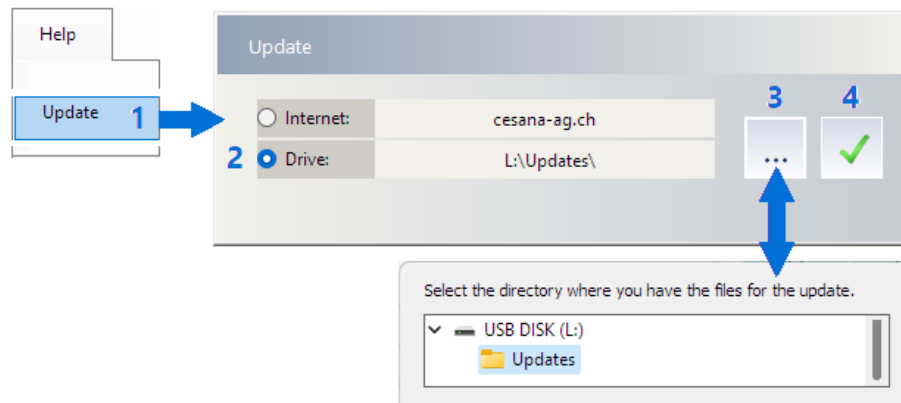 Help
Update 1
Update
3 4
Internet: cesana-ag.ch
2 Drive: L:\Updates\
...
Select the directory where you have the files for the update.
USB DISK (L:)
Updates